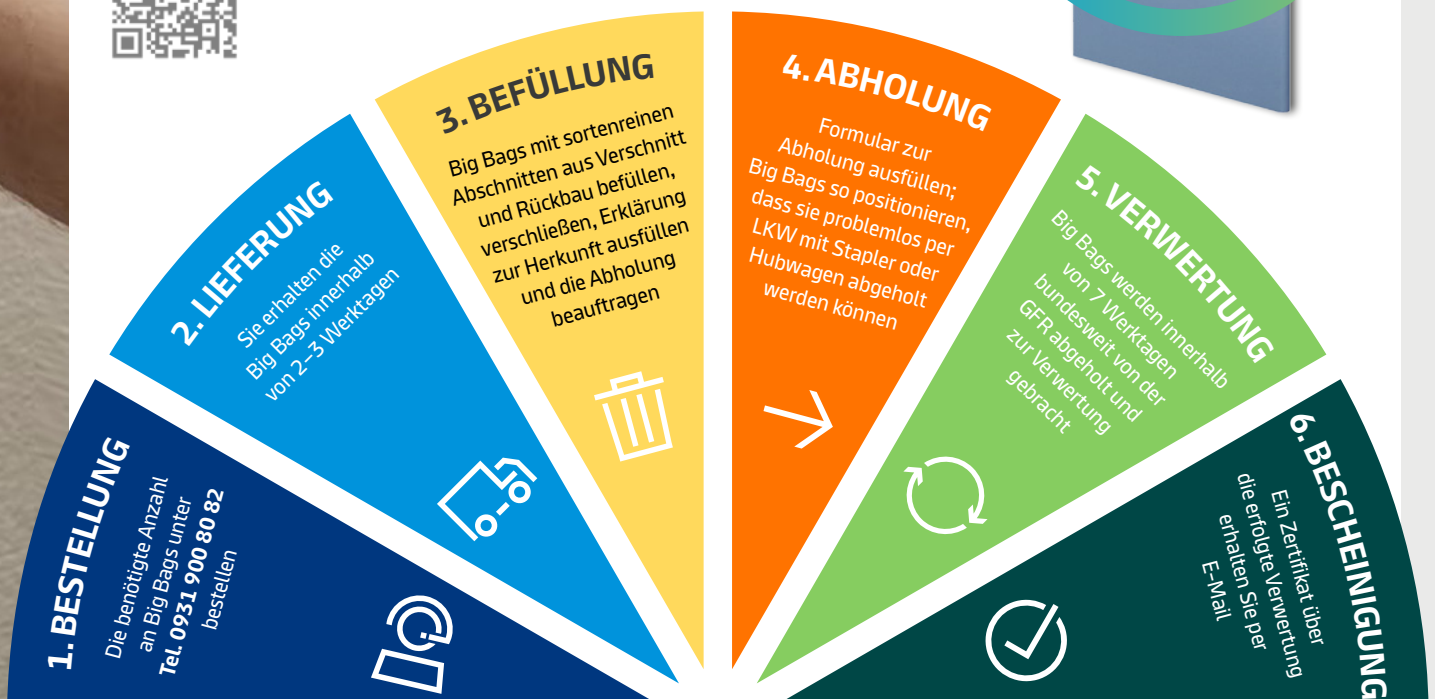 1. BESTELLUNG
Die benötigte Anzahl
an Big Bags unter
Tel. 0931 900 80 82
bestellen
2. LIEFERUNG
Sie erhalten die
Big Bags innerhalb
von 2–3 Werktagen
3. BEFÜLLUNG
Big Bags mit sortenreinen
Abschnitten aus Verschnitt
und Rückbau befüllen,
verschließen, Erklärung
zur Herkunft ausfüllen
und die Abholung
beauftragen
4. ABHOLUNG
Formular zur
Abholung ausfüllen;
Big Bags so positionieren,
dass sie problemlos per
LKW mit Stapler oder
Hubwagen abgeholt
werden können
5. VERWERTUNG
Big Bags werden innerhalb
von 7 Werktagen
bundesweit von der
GFR abgeholt und
zur Verwertung
gebracht
6. BESCHEINIGUNG
Ein Zertifikat über
die erfolgte Verwertung
erhalten Sie per
E-Mail